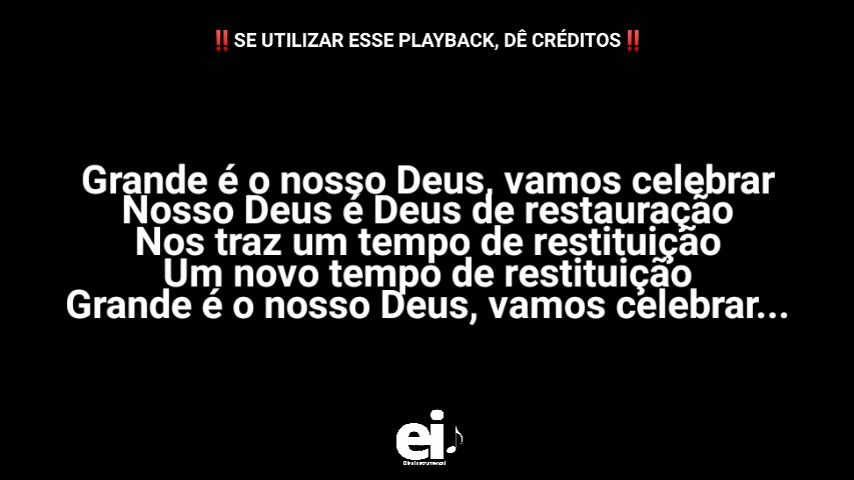 ‼️SE UTILIZAR ESSE PLAYBACK, DÊ CRÉDITOS‼️
Grande é o nosso Deus, vamos celebrar
Nosso Deus é Deus de restauração
Nos traz um tempo de restituição
Um novo tempo de restituição
Grande é o nosso Deus, vamos celebrar...
ei